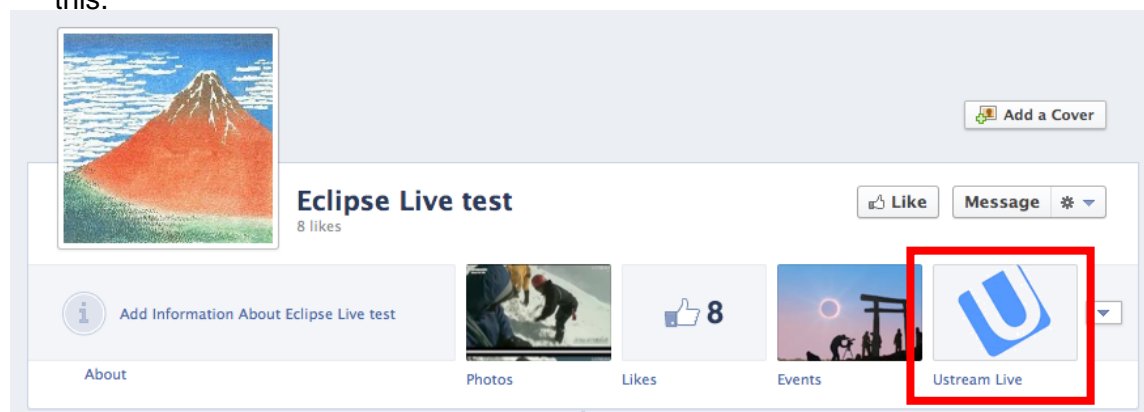 this.
Add a Cover
Eclipse Live test
8 likes
Like
Message
Add Information About Eclipse Live test
8
About
Photos
Likes
Events
Ustream Live